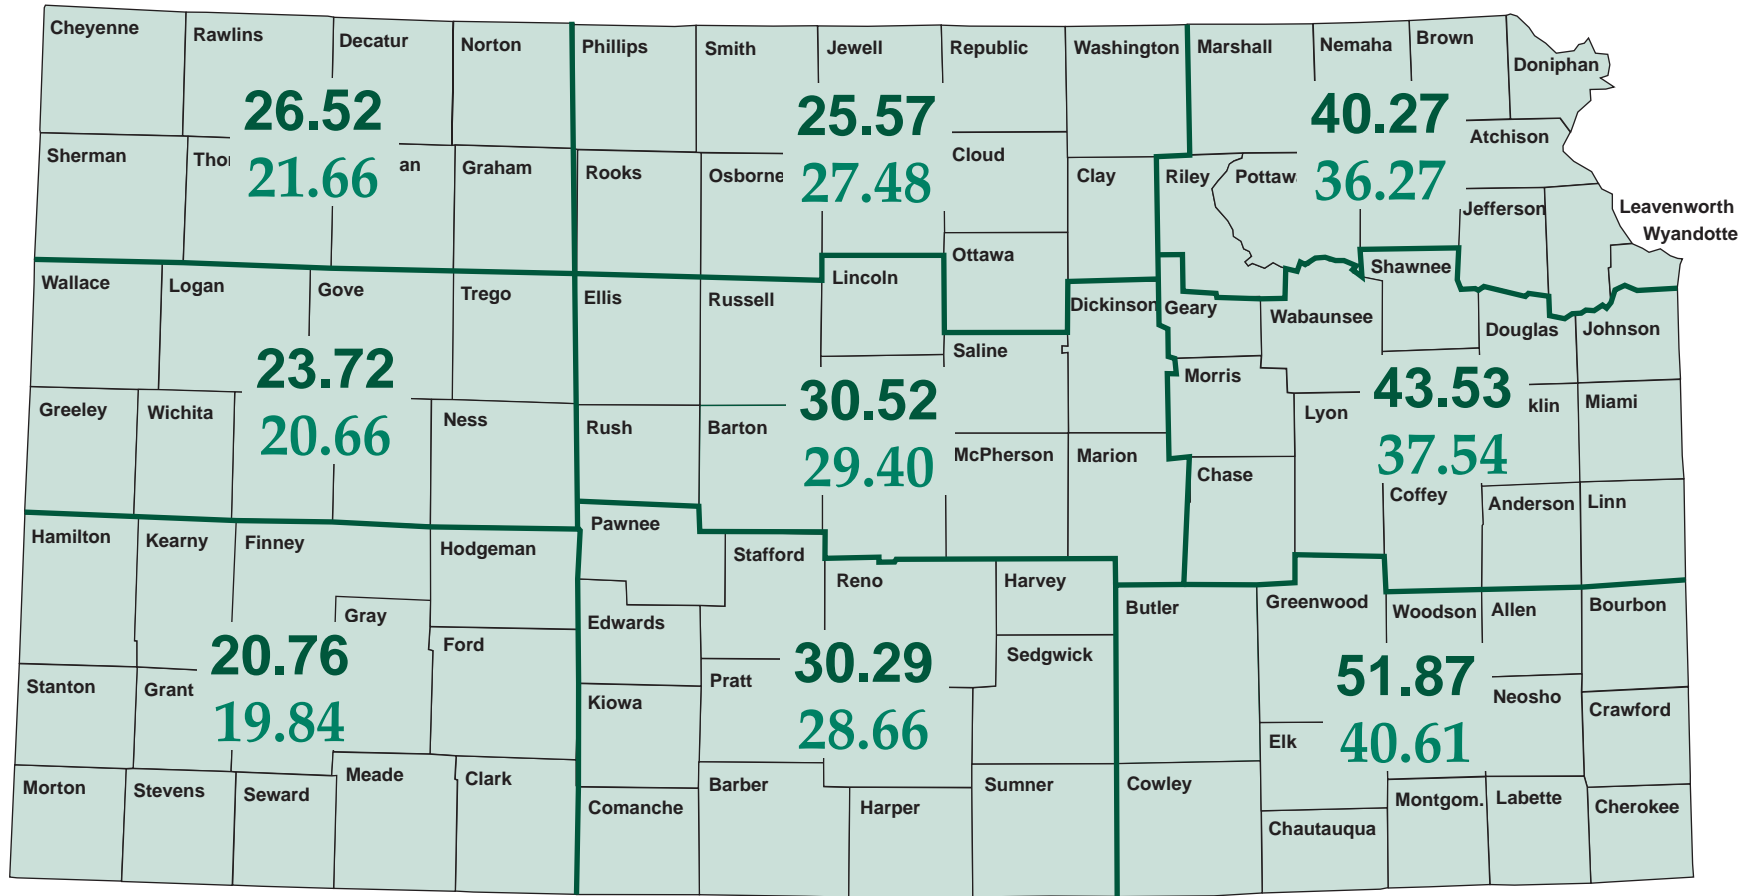 Cheyenne
Rawlins
Decatur
Norton
Phillips
Smith
Jewell
Republic
Washington
Marshall
Nemaha
Brown
Doniphan
26.52
25.57
40.27
Atchison
Sherman
Tho
an
Graham
Rooks
Osborne
Cloud
Clay
Riley
Pottaw
21.66
27.48
36.27
Jefferson
Leavenworth
Wyandotte
Ottawa
Shawnee
Wallace
Logan
Gove
Trego
Ellis
Russell
Lincoln
Dickinson
Geary
Wabaunsee
Douglas
Johnson
Saline
23.72
30.52
Morris
43.53
Greeley
Wichita
Ness
Rush
Barton
Lyon
klin
Miami
20.66
29.40
McPherson
Marion
Chase
37.54
Coffey
Anderson
Linn
Hamilton
Kearny
Finney
Hodgeman
Pawnee
Stafford
Reno
Harvey
Butler
Greenwood
Woodson
Allen
Bourbon
Gray
Ford
Edwards
Sedgwick
20.76
30.29
51.87
Stanton
Grant
Kiowa
Pratt
Neosho
Crawford
19.84
28.66
Elk
40.61
Morton
Stevens
Seward
Meade
Clark
Comanche
Barber
Harper
Sumner
Cowley
Chautauqua
Montgom.
Labette
Cherokee